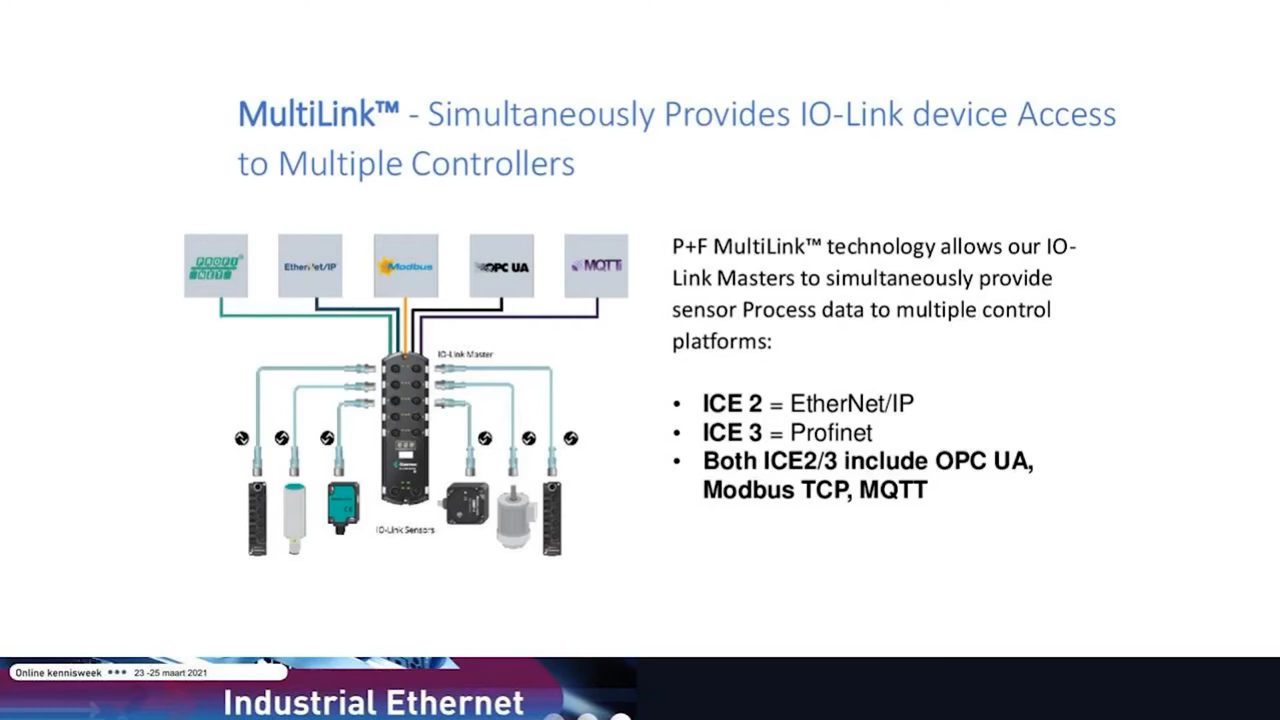 MultiLink™ - Simultaneously Provides IO-Link device Access
to Multiple Controllers
PROFI
NET
EtherNet/IP
Modbus
OPC UA
MQTT
IO-Link Master
IO-Link Sensors
P+F MultiLink™ technology allows our IO-
Link Masters to simultaneously provide
sensor Process data to multiple control
platforms:
• ICE 2 = EtherNet/IP
• ICE 3 = Profinet
• Both ICE2/3 include OPC UA,
Modbus TCP, MQTT
Online kennisweek ••• 23 -25 maart 2021
Industrial Ethernet